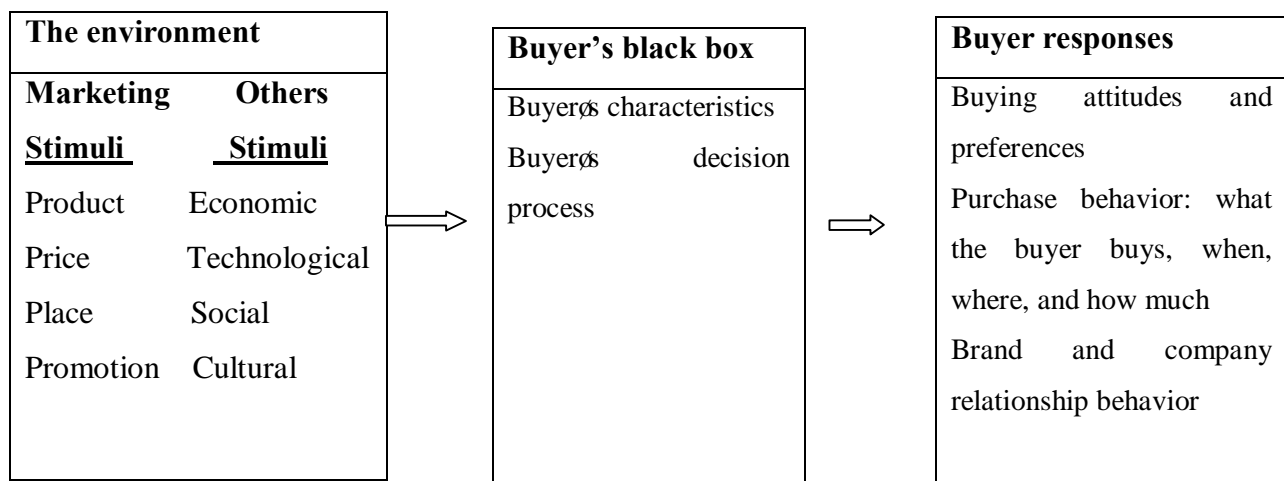 The environment
Marketing Others
Stimuli Stimuli
Product Economic
Price Technological
Place Social
Promotion Cultural
Buyer’s black box
Buyerøs characteristics
Buyerøs decision
process
Buyer responses
Buying attitudes and
preferences
Purchase behavior: what
the buyer buys, when,
where, and how much
Brand and company
relationship behavior